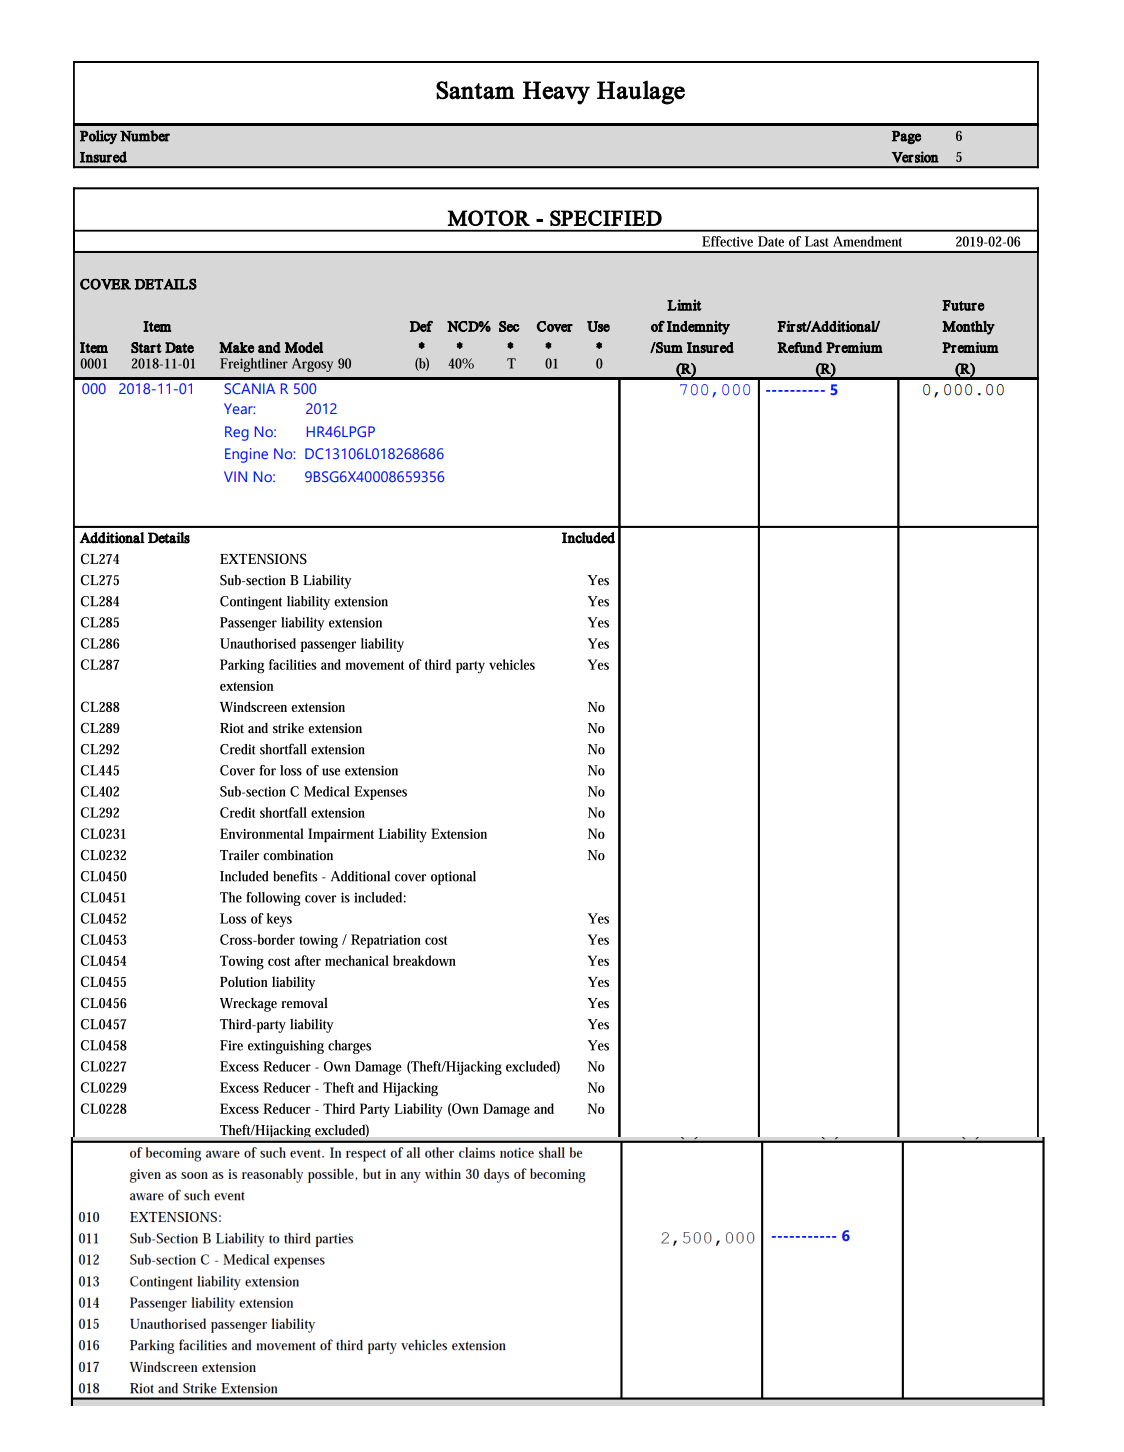 Santam Heavy Haulage
Policy Number Page 6
Insured Version 5
MOTOR - SPECIFIED
Effective Date of Last Amendment 2019-02-06
COVER DETAILS
Limit Future
Item Def NCD% Sec Cover Use of Indemnity First/Additional/ Monthly
Item Start Date Make and Model * * * * * /Sum Insured Refund Premium Premium
0001 2018-11-01 Freightliner Argosy 90 (b) 40% T 01 0 (R) (R) (R)
000 2018-11-01 SCANIA R 500 700,000 ---------- 5 0,000.00
Year: 2012
Reg No: HR46LPGP
Engine No: DC13106L018268686
VIN No: 9BSG6X40008659356
Additional Details Included
CL274 EXTENSIONS
CL275 Sub-section B Liability Yes
CL284 Contingent liability extension Yes
CL285 Passenger liability extension Yes
CL286 Unauthorised passenger liability Yes
CL287 Parking facilities and movement of third party vehicles Yes
extension
CL288 Windscreen extension No
CL289 Riot and strike extension No
CL292 Credit shortfall extension No
CL445 Cover for loss of use extension No
CL402 Sub-section C Medical Expenses No
CL292 Credit shortfall extension No
CL0231 Environmental Impairment Liability Extension No
CL0232 Trailer combination No
CL0450 Included benefits - Additional cover optional
CL0451 The following cover is included:
CL0452 Loss of keys Yes
CL0453 Cross-border towing / Repatriation cost Yes
CL0454 Towing cost after mechanical breakdown Yes
CL0455 Polution liability Yes
CL0456 Wreckage removal Yes
CL0457 Third-party liability Yes
CL0458 Fire extinguishing charges Yes
CL0227 Excess Reducer - Own Damage (Theft/Hijacking excluded) No
CL0229 Excess Reducer - Theft and Hijacking No
CL0228 Excess Reducer - Third Party Liability (Own Damage and No
Theft/Hijacking excluded)
of becoming aware of such event. In respect of all other claims notice shall be
given as soon as is reasonably possible, but in any within 30 days of becoming
aware of such event
010 EXTENSIONS:
011 Sub-Section B Liability to third parties 2,500,000 ----------- 6
012 Sub-section C - Medical expenses
013 Contingent liability extension
014 Passenger liability extension
015 Unauthorised passenger liability
016 Parking facilities and movement of third party vehicles extension
017 Windscreen extension
018 Riot and Strike Extension